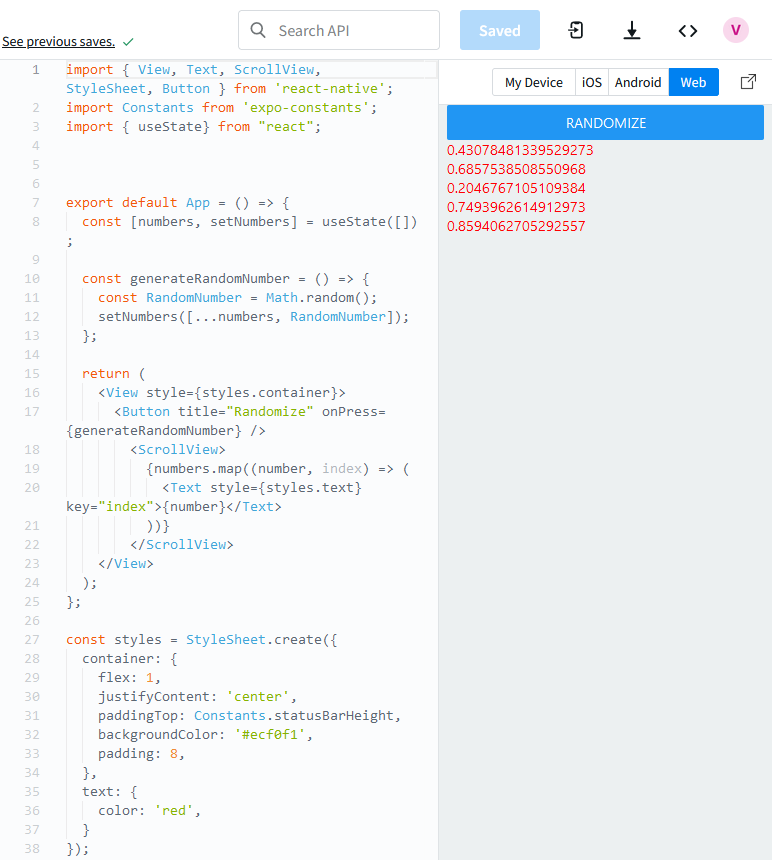 See previous saves.
Search API
Saved
V
1 import { View, Text, ScrollView,
StyleSheet, Button } from 'react-native';
2 import Constants from 'expo-constants';
3 import { useState} from "react";
4
5
6
7 export default App = () => {
8 const [numbers, setNumbers] = useState([])
;
9
10 const generateRandomNumber = () => {
11 const RandomNumber = Math.random();
12 setNumbers([...numbers, RandomNumber]);
13 };
14
15 return (
16 <View style={styles.container}>
17 <Button title="Randomize" onPress=
{generateRandomNumber} />
18 <ScrollView>
19 {numbers.map((number, index) => (
20 <Text style={styles.text}
key="index">{number}</Text>
21 ))}
22 </ScrollView>
23 </View>
24 );
25 };
26
27 const styles = StyleSheet.create({
28 container: {
29 flex: 1,
30 justifyContent: 'center',
31 paddingTop: Constants.statusBarHeight,
32 backgroundColor: '#ecf0f1',
33 padding: 8,
34 },
35 text: {
36 color: 'red',
37 }
38 });
My Device
iOS
Android
Web
RANDOMIZE
0.43078481339529273
0.6857538508550968
0.2046767105109384
0.7493962614912973
0.8594062705292557